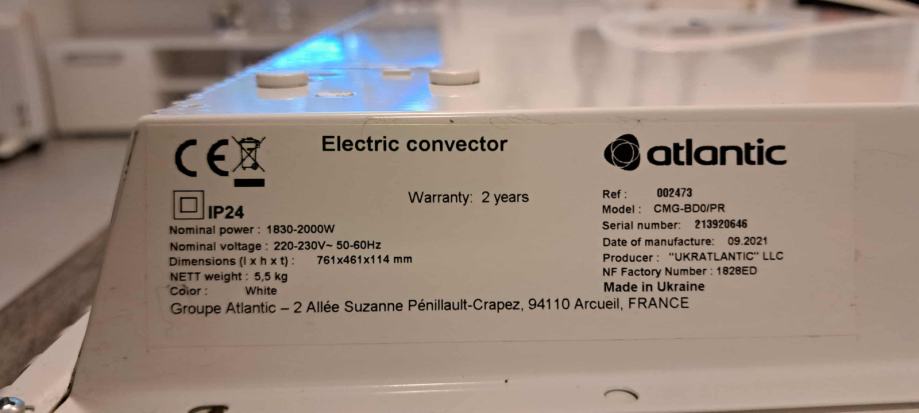 CE
Electric convector
atlantic
Warranty: 2 years
IP24
Nominal power : 1830-2000W
Nominal voltage : 220-230V~ 50-60Hz
Dimensions (l x h x t) : 761x461x114 mm
NETT weight : 5,5 kg
Color : White
Ref : 002473
Model : CMG-BD0/PR
Serial number: 213920646
Date of manufacture: 09.2021
Producer : "UKRATLANTIC" LLC
NF Factory Number : 1828ED
Made in Ukraine
Groupe Atlantic – 2 Allée Suzanne Pénillault-Crapez, 94110 Arcueil, FRANCE